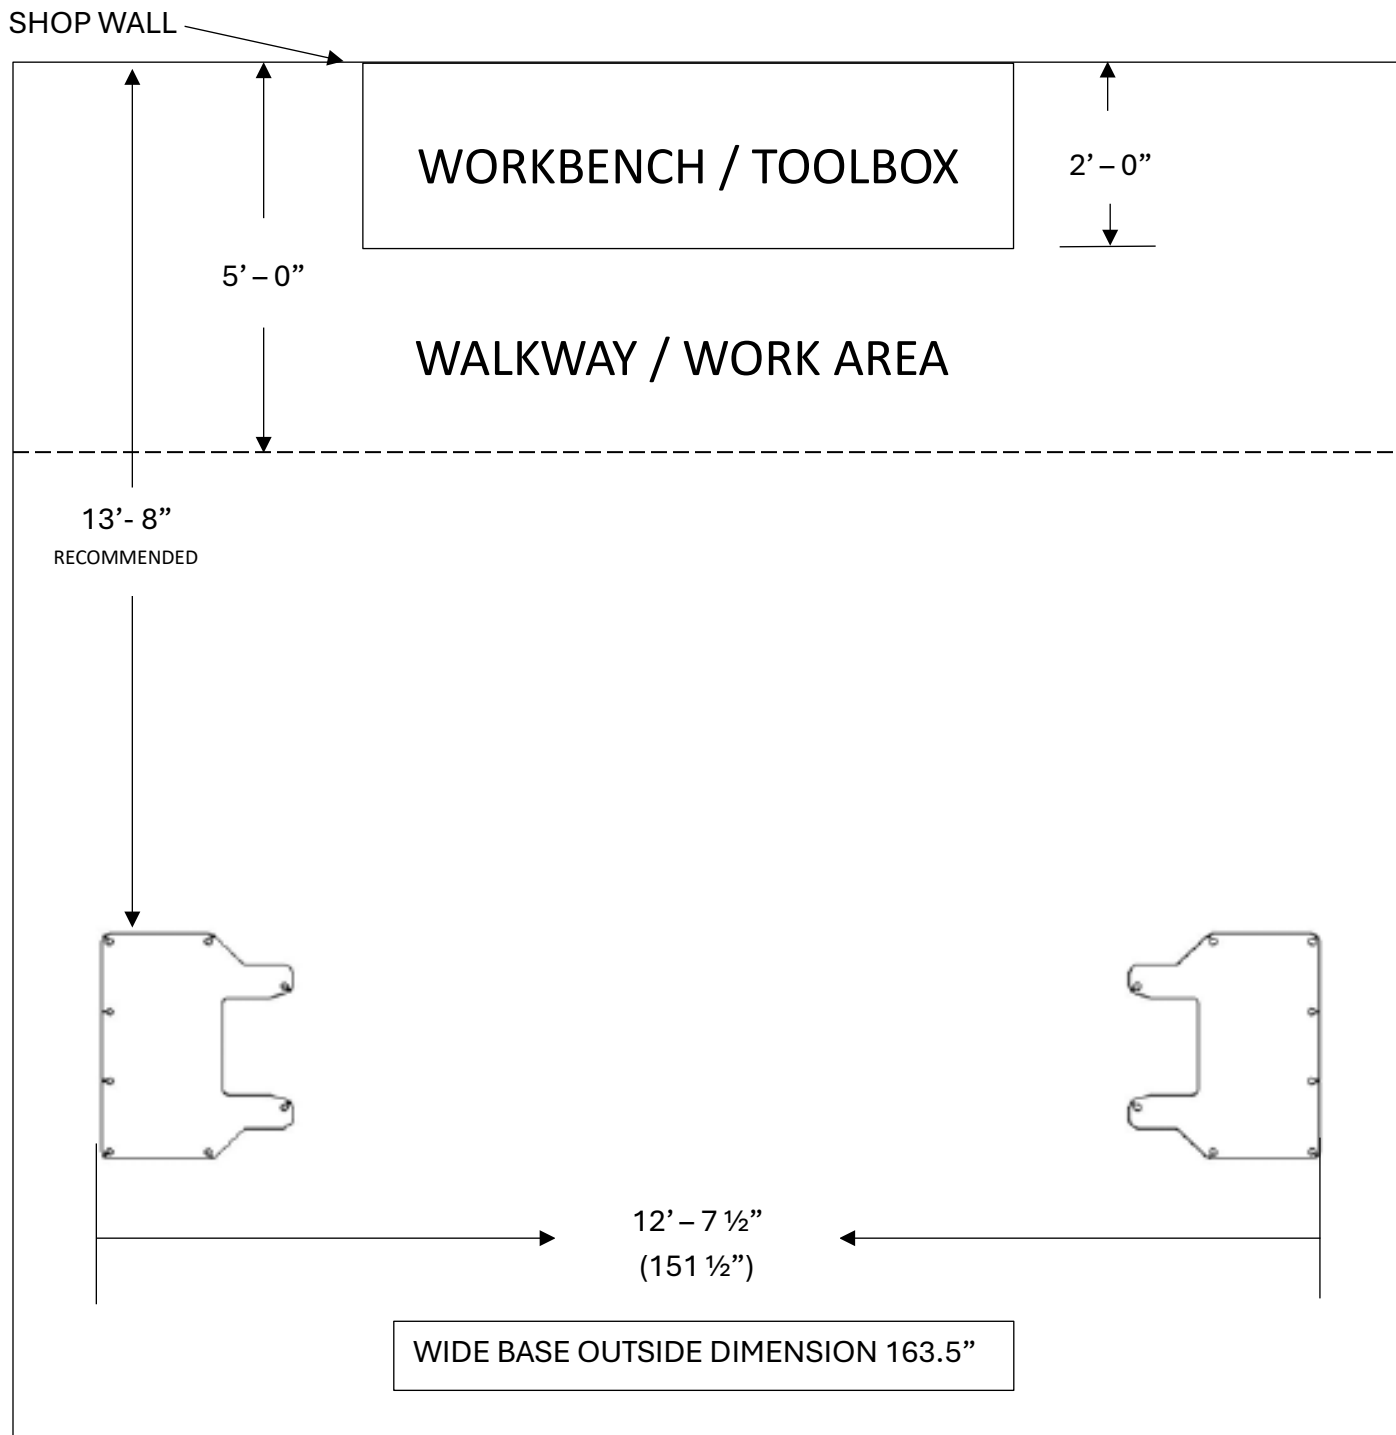 SHOP WALL
WORKBENCH / TOOLBOX
2’ – 0”
5’ – 0”
WALKWAY / WORK AREA
13’- 8”
RECOMMENDED
12’ – 7 ½”
(151 ½”)
WIDE BASE OUTSIDE DIMENSION 163.5”